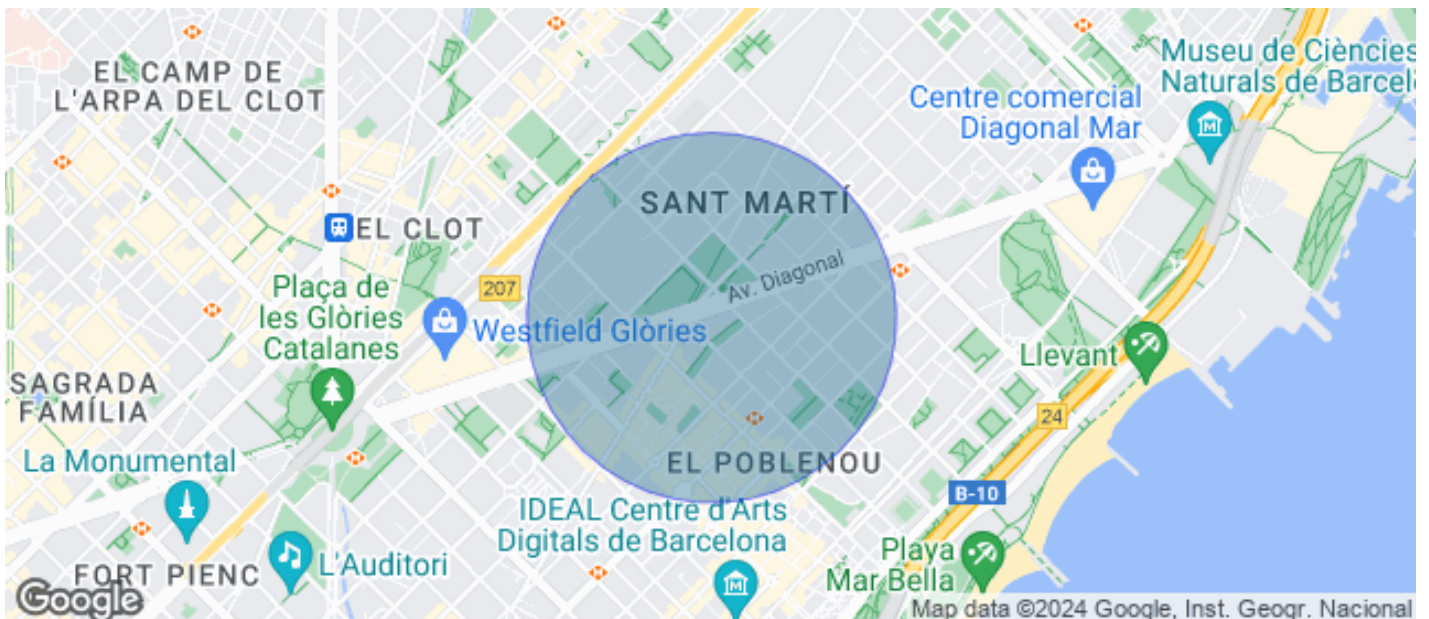 EL CAMP DE
L'ARPA DEL CLOT
Museu de Ciències
Naturals de Barcel
Centre comercial
Diagonal Mar
SANT MARTÍ
EL CLOT
Av. Diagonal
207
Plaça de
les Glòries
Catalanes
Westfield Glòries
Llevant
SAGRADA
FAMÍLIA
24
La Monumental
EL POBLENOU
B-10
IDEAL Centre d'Arts
Digitals de Barcelona
Playa
Mar Bella
L'Auditori
FORT PIENC
Google
Map data ©2024 Google, Inst. Geogr. Nacional